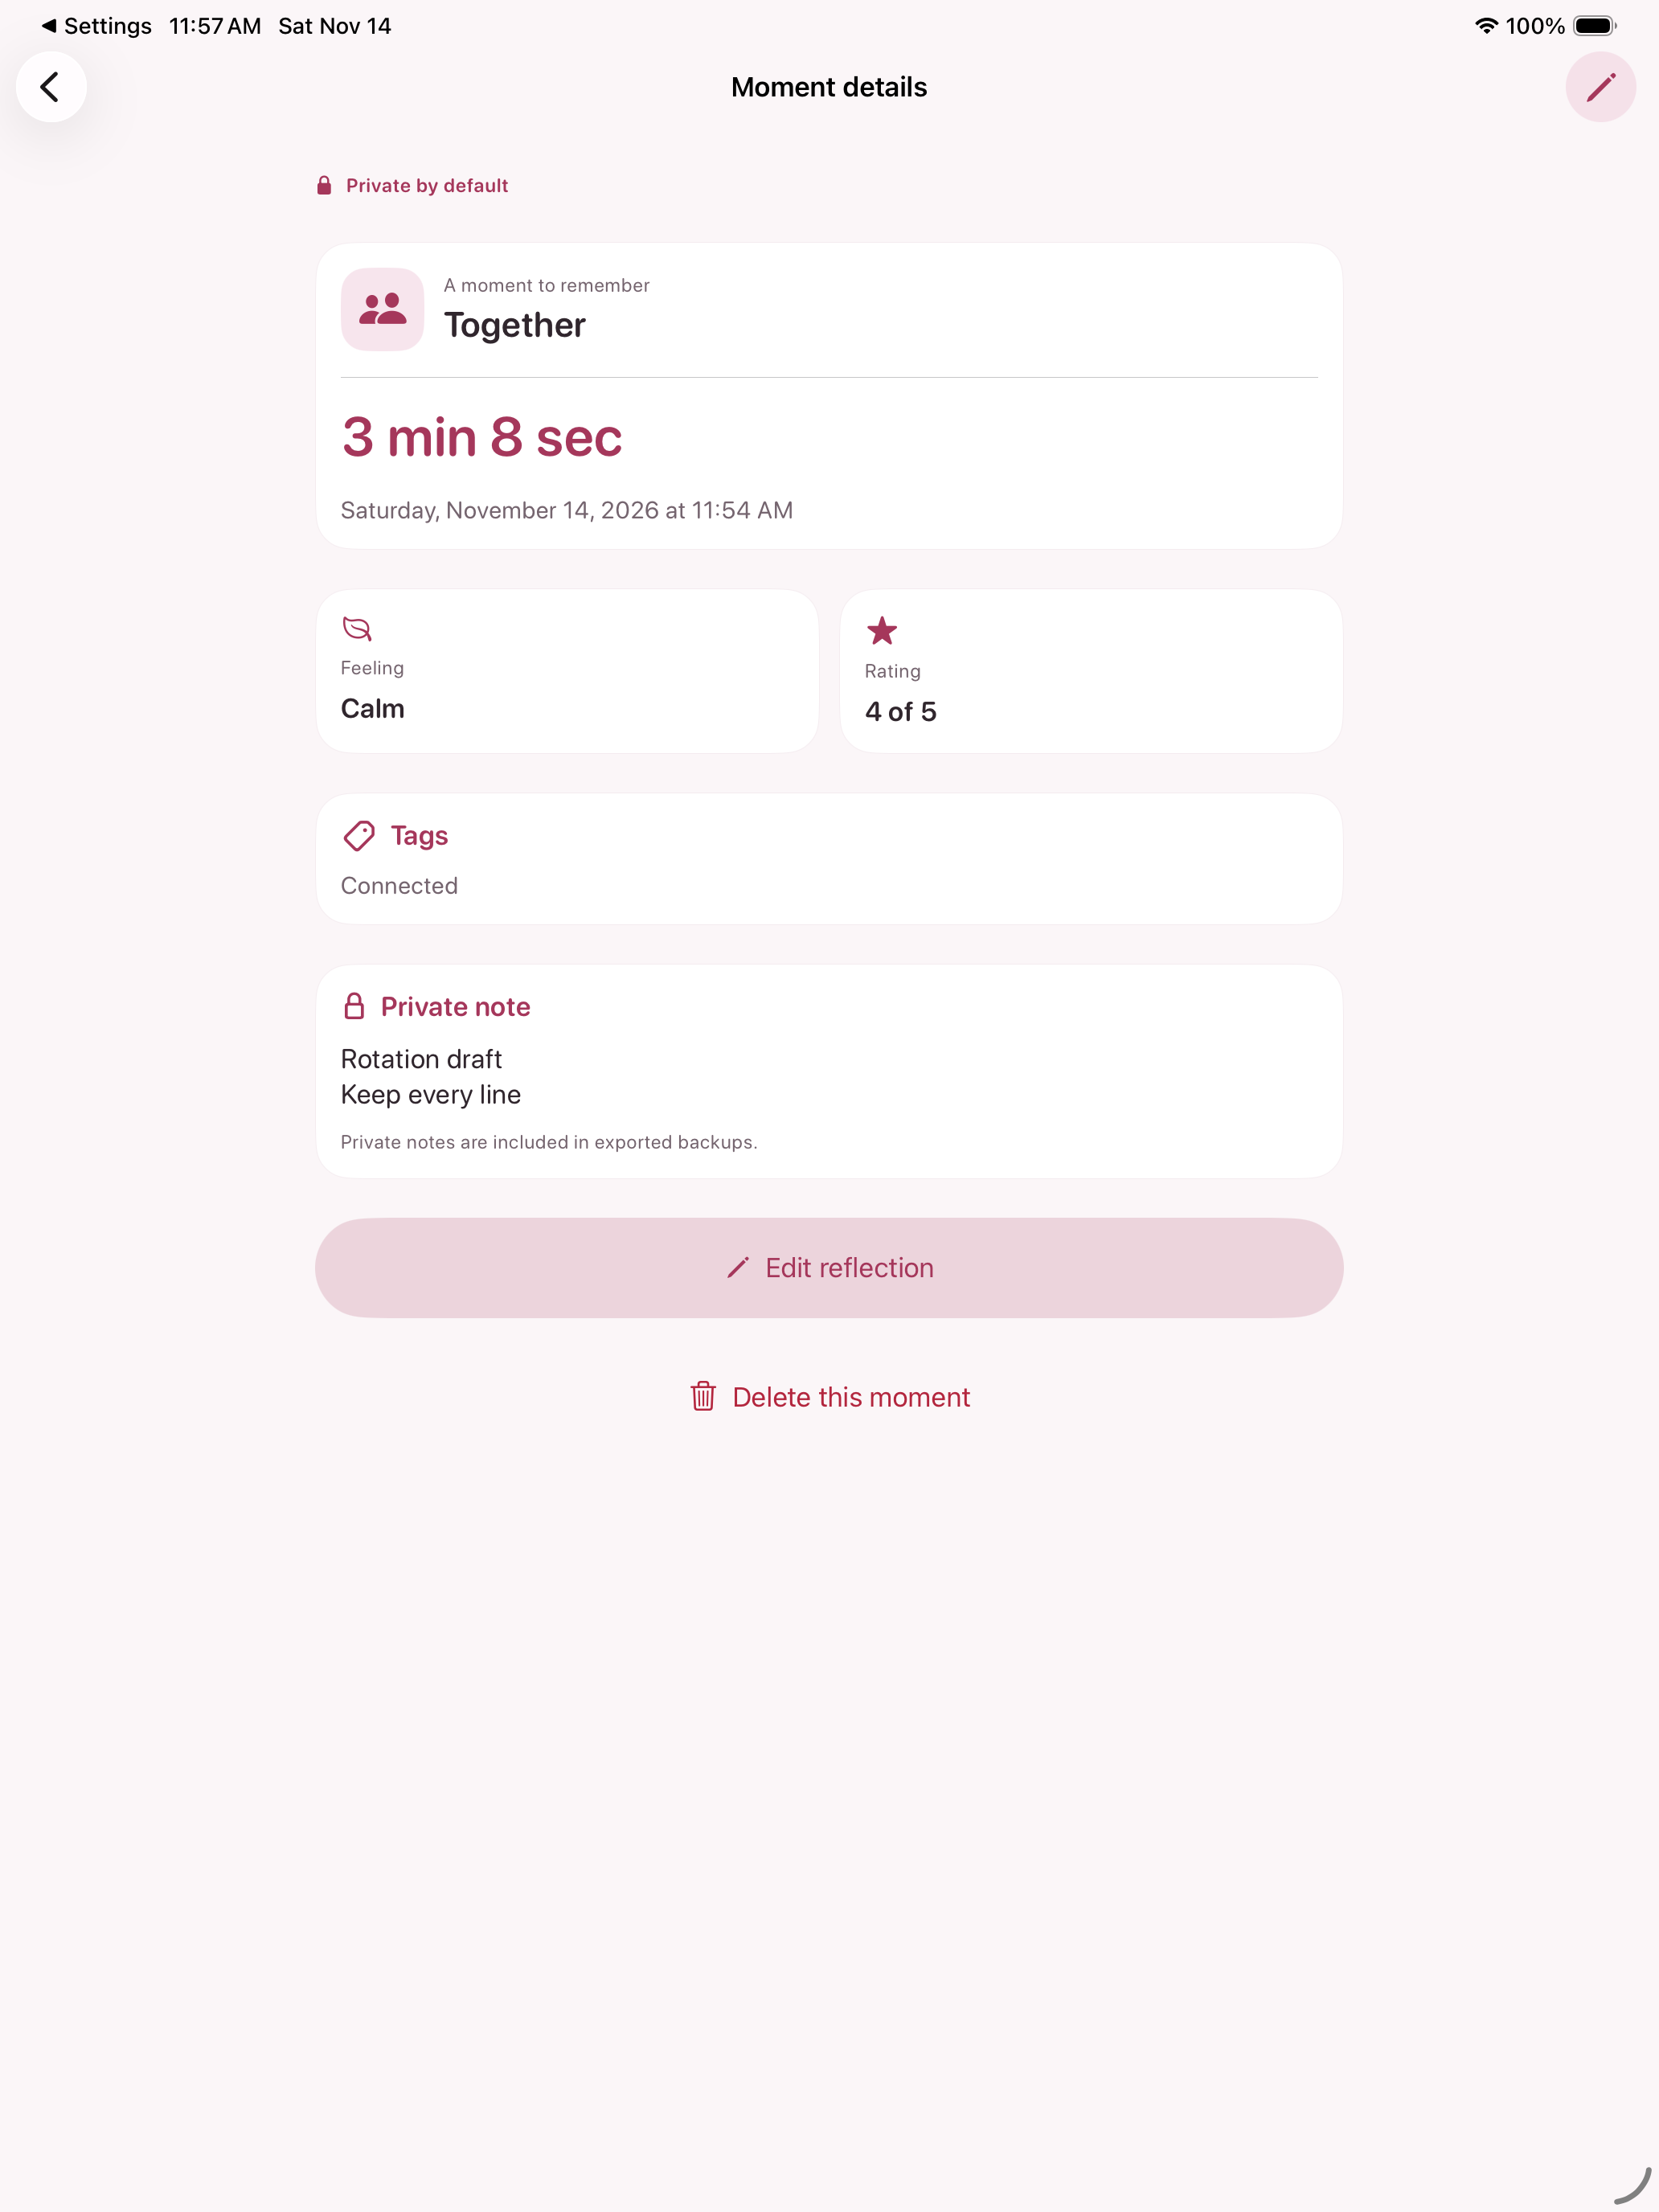 Settings 11:57 AM Sat Nov 14 100%
Moment details
Private by default
A moment to remember
Together
3 min 8 sec
Saturday, November 14, 2026 at 11:54 AM
Feeling
Calm
Rating
4 of 5
Tags
Connected
Private note
Rotation draft
Keep every line
Private notes are included in exported backups.
Edit reflection
Delete this moment